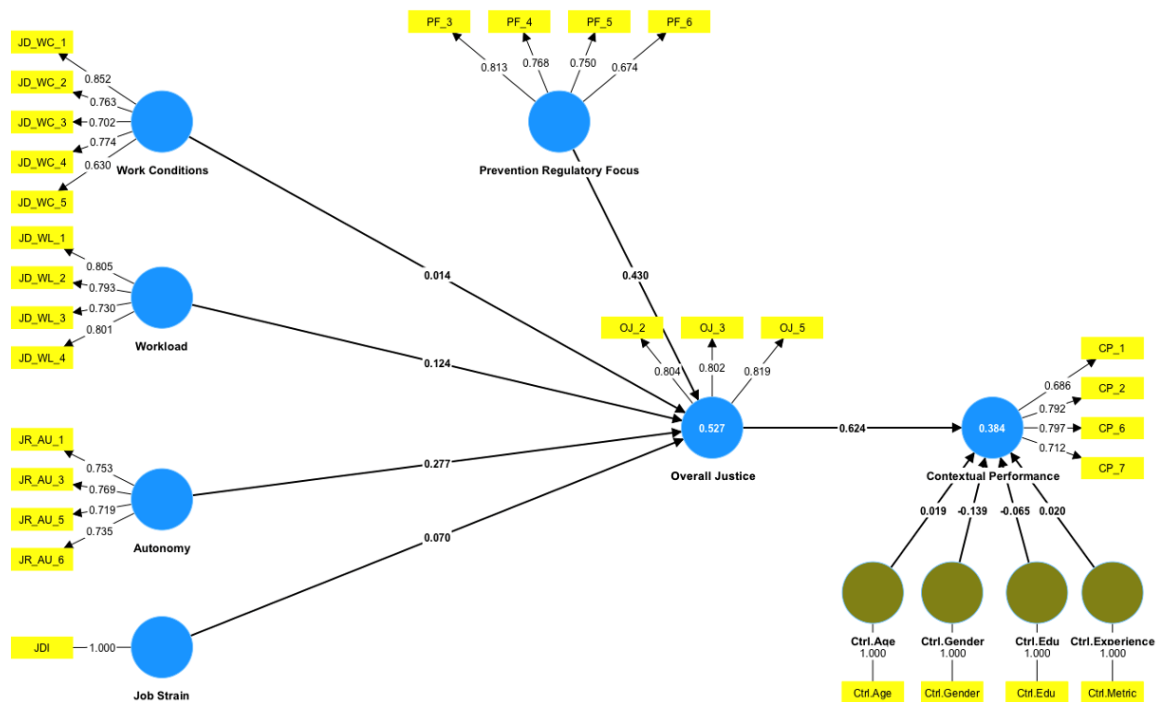 PF_3
PF_4
PF_5
PF_6
0.813
0.768
0.750
0.674
Prevention Regulatory Focus
JD_WC_1
JD_WC_2
JD_WC_3
JD_WC_4
JD_WC_5
0.852
0.763
0.702
0.774
0.630
Work Conditions
JD_WL_1
JD_WL_2
JD_WL_3
JD_WL_4
0.805
0.793
0.730
0.801
Workload
JR_AU_1
JR_AU_3
JR_AU_5
JR_AU_6
0.753
0.769
0.719
0.735
Autonomy
JDI
1.000
Job Strain
0.014
0.124
0.277
0.070
0.430
OJ_2
OJ_3
OJ_5
0.804
0.802
0.819
0.527
Overall Justice
0.624
0.384
Contextual Performance
CP_1
CP_2
CP_6
CP_7
0.686
0.792
0.797
0.712
0.019
-0.139
-0.065
0.020
Ctrl.Age
Ctrl.Gender
Ctrl.Edu
Ctrl.Experience
1.000
1.000
1.000
1.000
Ctrl.Age
Ctrl.Gender
Ctrl.Edu
Ctrl.Metric